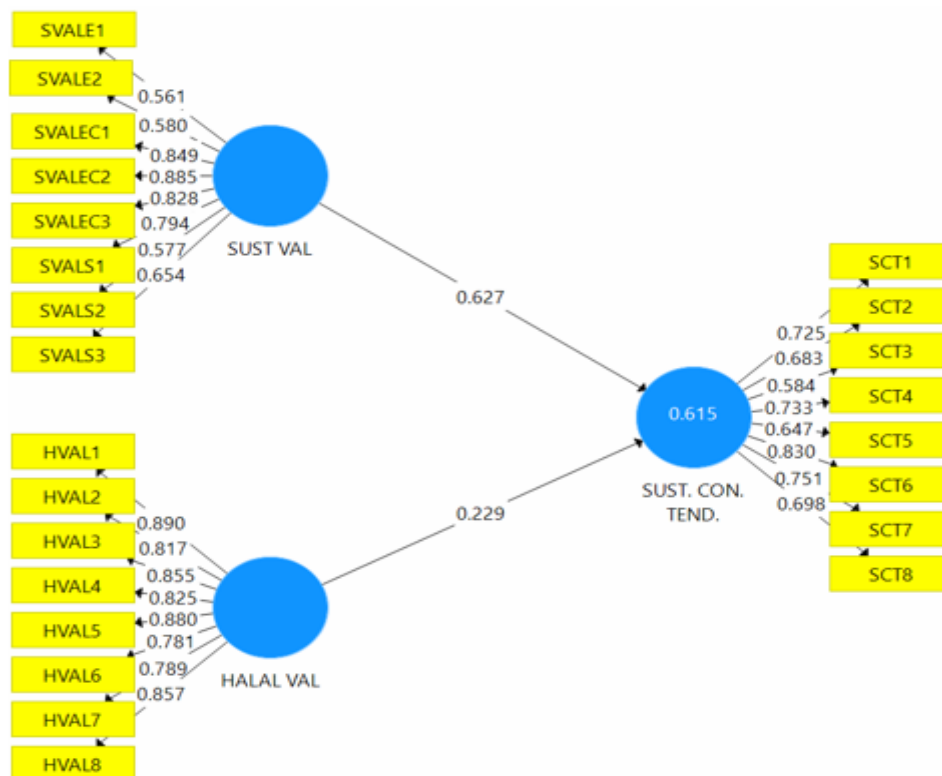 SVALE1
SVALE2
SVALEC1
SVALEC2
SVALEC3
SVALS1
SVALS2
SVALS3
0.561
0.580
0.849
0.885
0.828
0.794
0.577
0.654
SUST VAL
0.627
HVAL1
HVAL2
HVAL3
HVAL4
HVAL5
HVAL6
HVAL7
HVAL8
0.890
0.817
0.855
0.825
0.880
0.781
0.789
0.857
HALAL VAL
0.229
0.615
SUST. CON.
TEND.
0.725
0.683
0.584
0.733
0.647
0.830
0.751
0.698
SCT1
SCT2
SCT3
SCT4
SCT5
SCT6
SCT7
SCT8